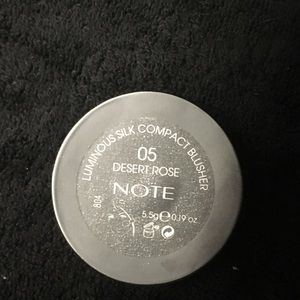 LUMINOUS SILK COMPACT BLUSHER
05
DESERT ROSE
NOTE
5.5g℮0.19 oz.
804